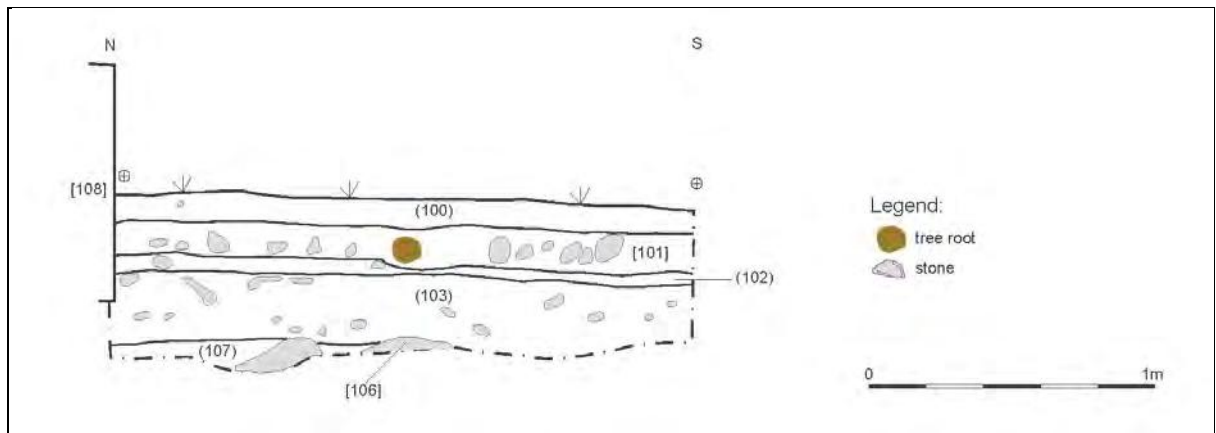 N
S
[108]
(100)
[101]
(102)
(103)
(107)
[106]
Legend:
tree root
stone
0 1m